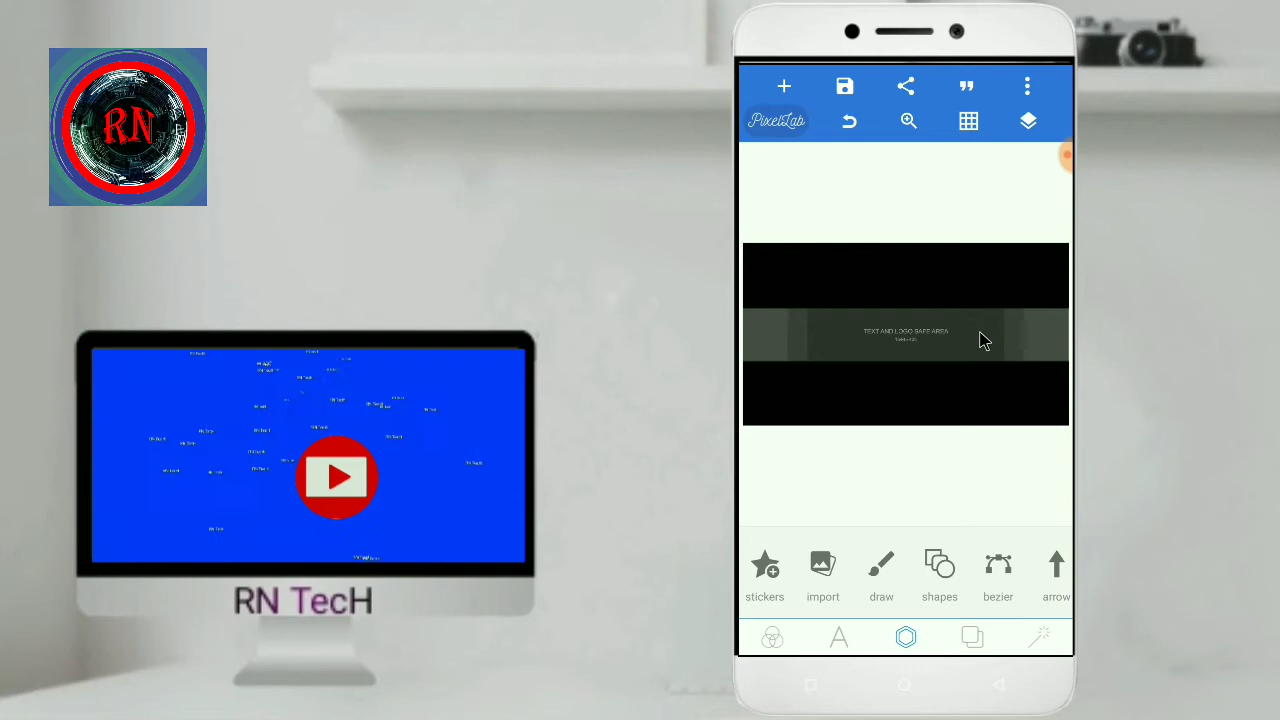 RN
PixelLab
TEXT AND LOGO SAFE AREA
stickers
import
draw
shapes
bezier
arrow
RN TecH